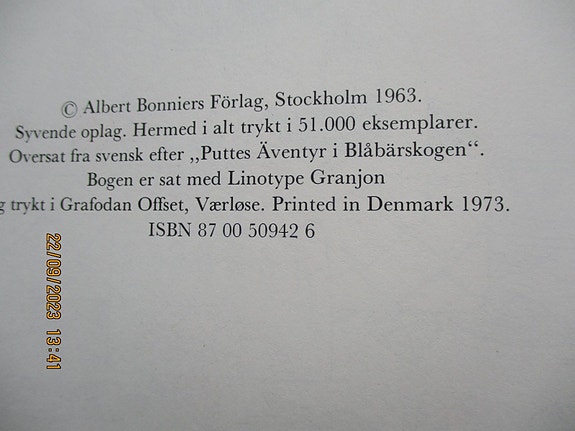 © Albert Bonniers Förlag, Stockholm 1963.
Syvende oplag. Hermed i alt trykt i 51.000 eksemplarer.
Oversat fra svensk efter „Puttes Äventyr i Blåbärskogen“.
Bogen er sat med Linotype Granjon
g trykt i Grafodan Offset, Værløse. Printed in Denmark 1973.
ISBN 87 00 50942 6
22/09/2023 13:41